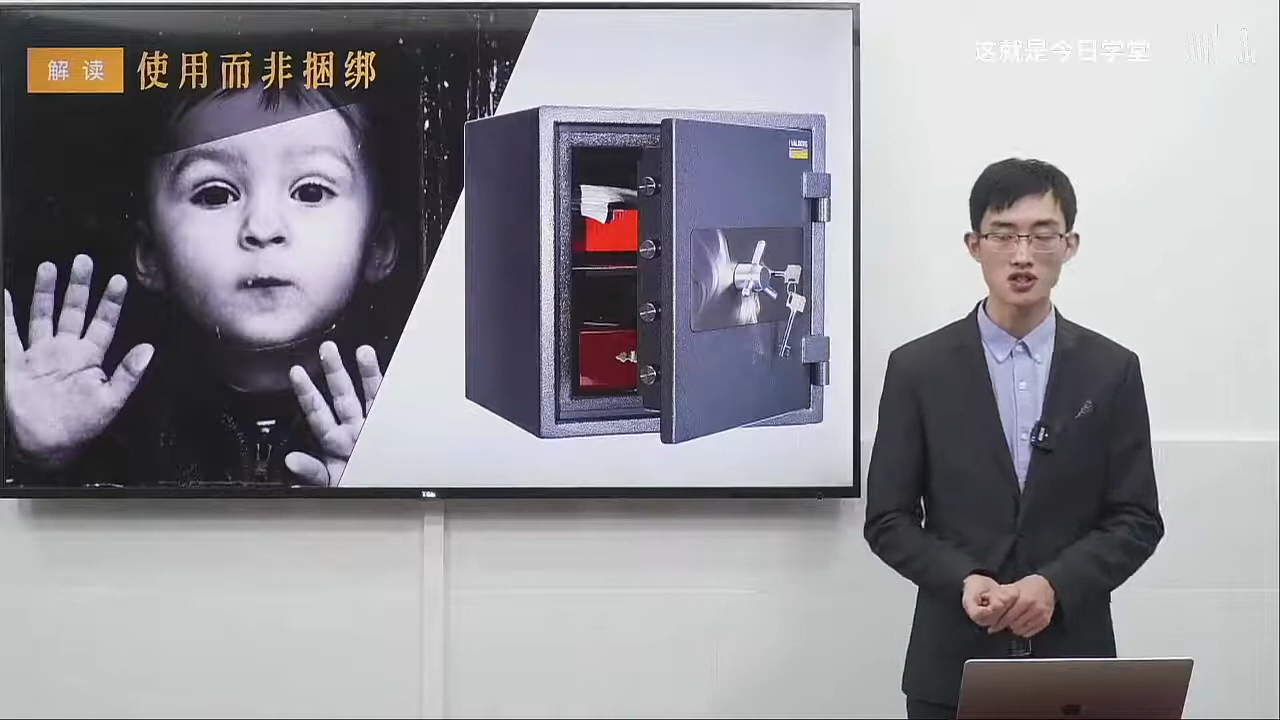 解读
使用而非捆绑
这就是今日学堂